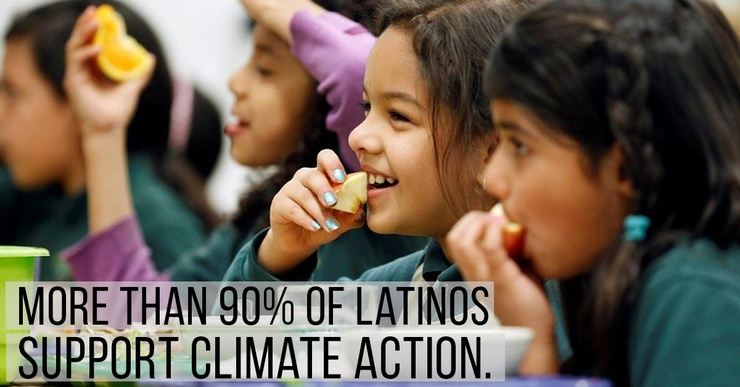 MORE THAN 90% OF LATINOS
SUPPORT CLIMATE ACTION.